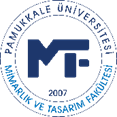 PAMUKKALE ÜNİVERSİTESİ
MF
2007
MİMARLIK VE TASARIM FAKÜLTESİ